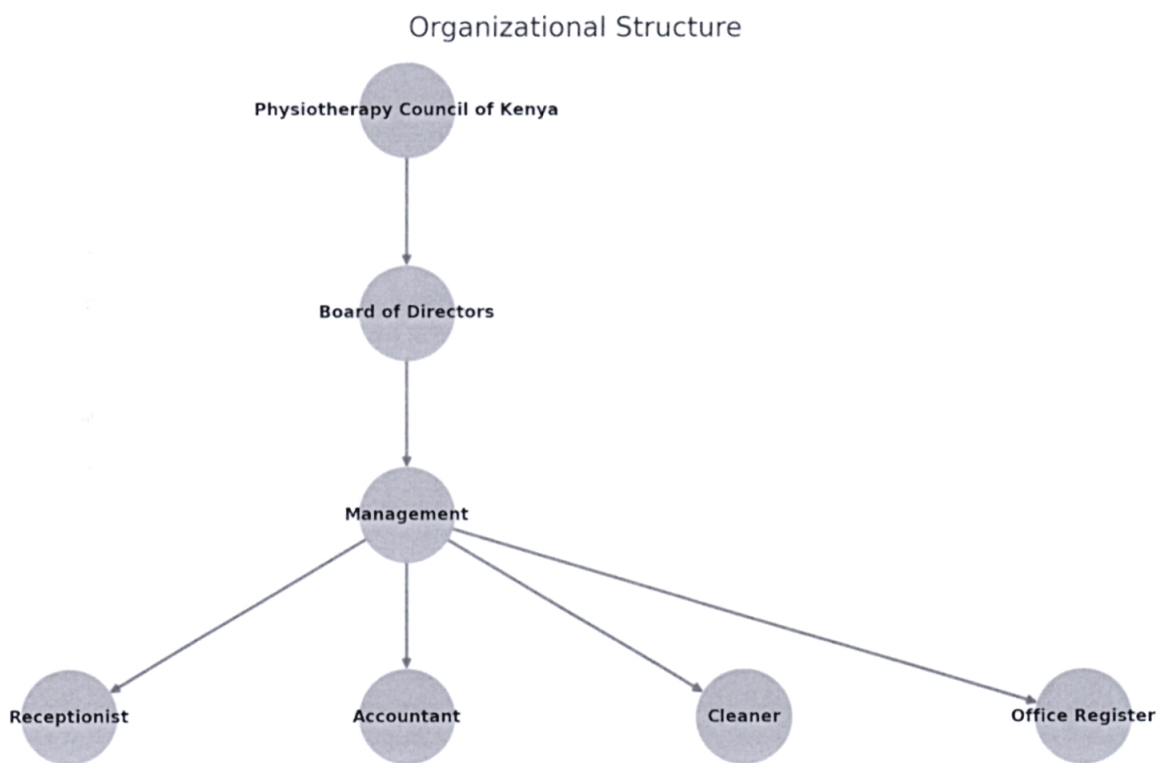 Organizational Structure
Physiotherapy Council of Kenya
Board of Directors
Management
Receptionist
Accountant
Cleaner
Office Register